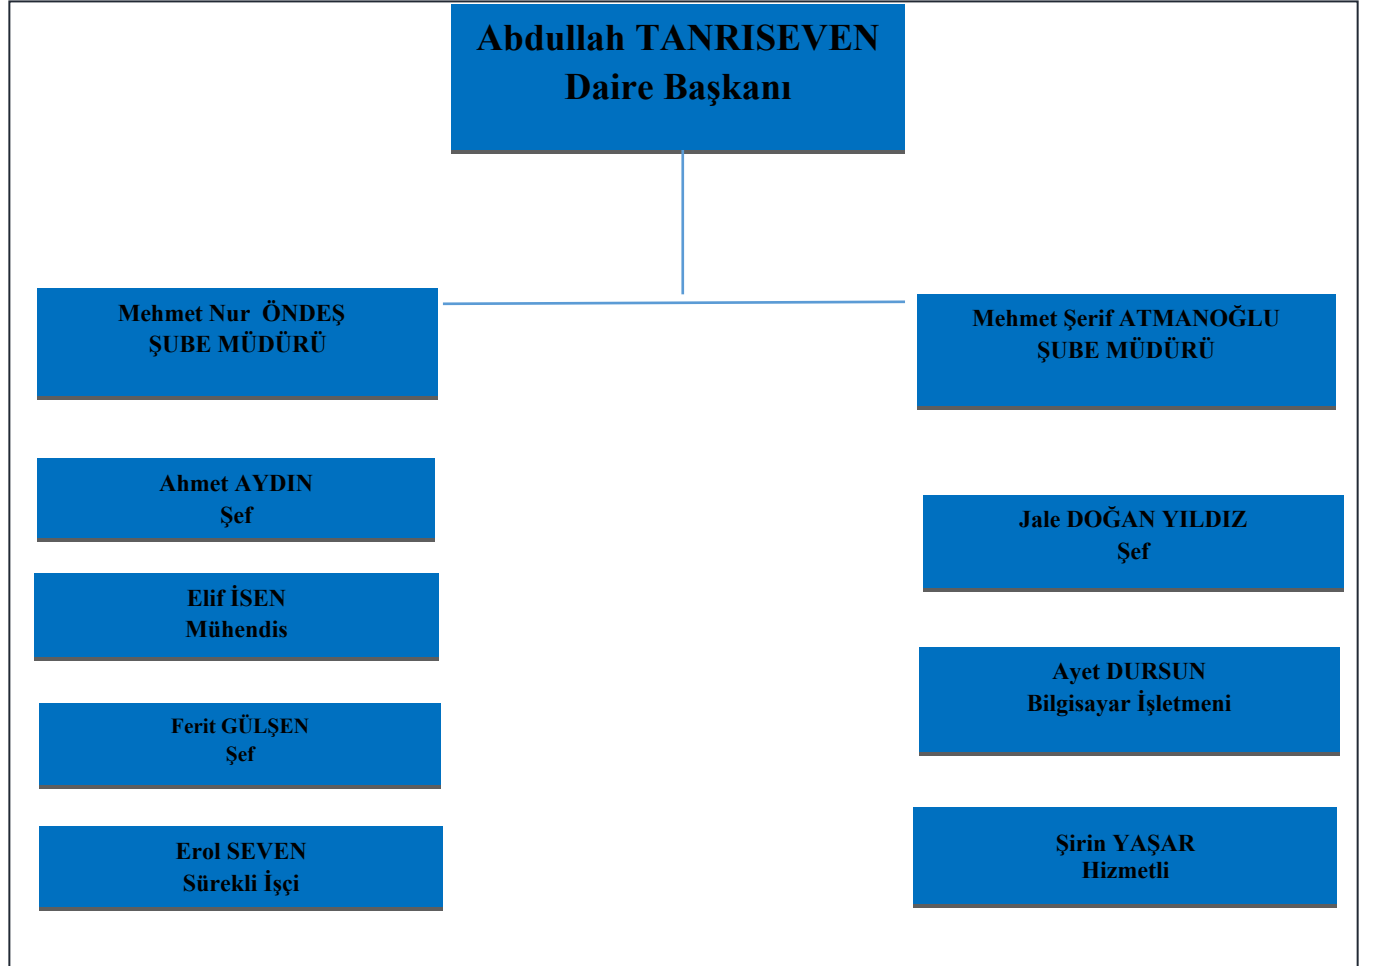 Abdullah TANRISEVEN
Daire Başkanı
Mehmet Nur ÖNDEŞ
ŞUBE MÜDÜRÜ
Ahmet AYDIN
Şef
Elif İSEN
Mühendis
Ferit GÜLŞEN
Şef
Erol SEVEN
Sürekli İşçi
Mehmet Şerif ATMANOĞLU
ŞUBE MÜDÜRÜ
Jale DOĞAN YILDIZ
Şef
Ayet DURSUN
Bilgisayar İşletmeni
Şirin YAŞAR
Hizmetli